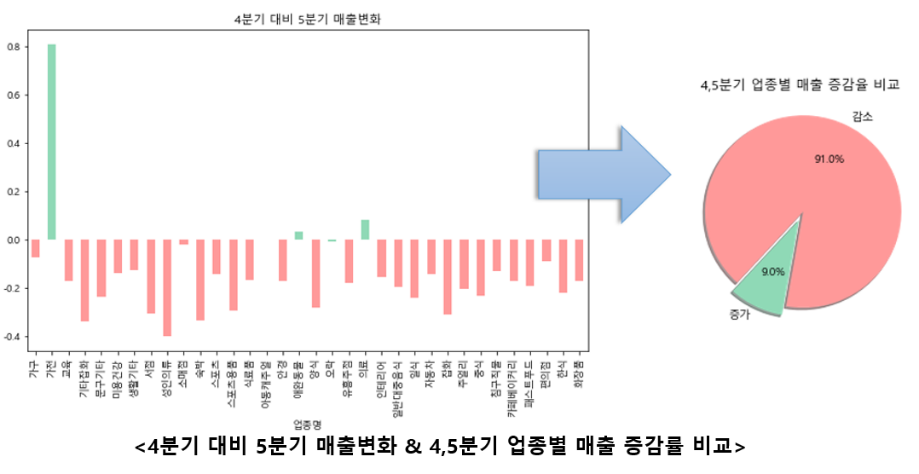 4분기 대비 5분기 매출변화
0.8
0.6
0.4
0.2
0.0
-0.2
-0.4
가구
가전
교육
기타잡화
문구기타
미용건강
생활기타
서점
성인의류
소매점
숙박
스포츠
스포츠용품
식료품
아동캐주얼
안경
애완동물
양식
오락
유흥주점
의료
인테리어
일반대중음식
일식
자동차
잡화
주얼리
중식
침구직물
카페베이커리
패스트푸드
편의점
한식
화장품
업종명
4,5분기 업종별 매출 증감율 비교
감소
91.0%
9.0%
증가
<4분기 대비 5분기 매출변화 & 4,5분기 업종별 매출 증감률 비교>